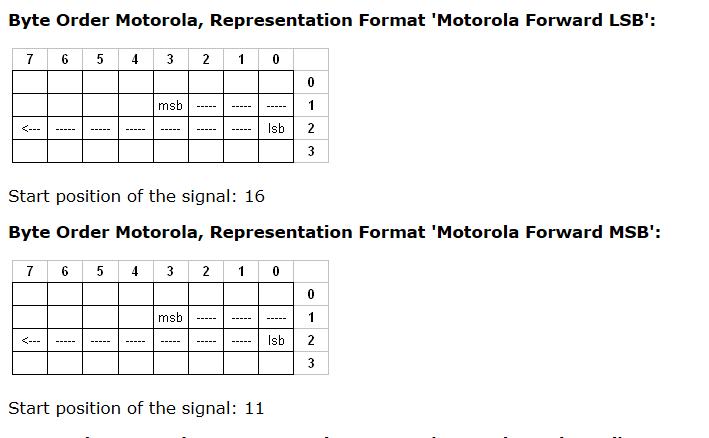 Byte Order Motorola, Representation Format 'Motorola Forward LSB':
7 6 5 4 3 2 1 0
0
msb ----- ----- ----- 1
<--- ----- ----- ----- ----- ----- ----- lsb 2
3
Start position of the signal: 16
Byte Order Motorola, Representation Format 'Motorola Forward MSB':
7 6 5 4 3 2 1 0
0
msb ----- ----- ----- 1
<--- ----- ----- ----- ----- ----- ----- lsb 2
3
Start position of the signal: 11